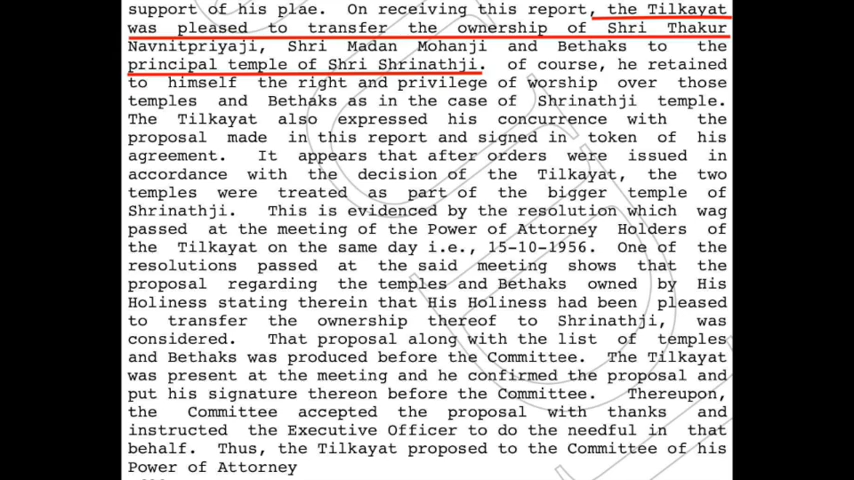 support of his plae. On receiving this report, the Tilkayat
was pleased to transfer the ownership of Shri Thakur
Navnitpriyaji, Shri Madan Mohanji and Bethaks to the
principal temple of Shri Shrinathji. of course, he retained
to himself the right and privilege of worship over those
temples and Bethaks as in the case of Shrinathji temple.
The Tilkayat also expressed his concurrence with the
proposal made in this report and signed in token of his
agreement. It appears that after orders were issued in
accordance with the decision of the Tilkayat, the two
temples were treated as part of the bigger temple of
Shrinathji. This is evidenced by the resolution which wag
passed at the meeting of the Power of Attorney Holders of
the Tilkayat on the same day i.e., 15-10-1956. One of the
resolutions passed at the said meeting shows that the
proposal regarding the temples and Bethaks owned by His
Holiness stating therein that His Holiness had been pleased
to transfer the ownership thereof to Shrinathji, was
considered. That proposal along with the list of temples
and Bethaks was produced before the Committee. The Tilkayat
was present at the meeting and he confirmed the proposal and
put his signature thereon before the Committee. Thereupon,
the Committee accepted the proposal with thanks and
instructed the Executive Officer to do the needful in that
behalf. Thus, the Tilkayat proposed to the Committee of his
Power of Attorney